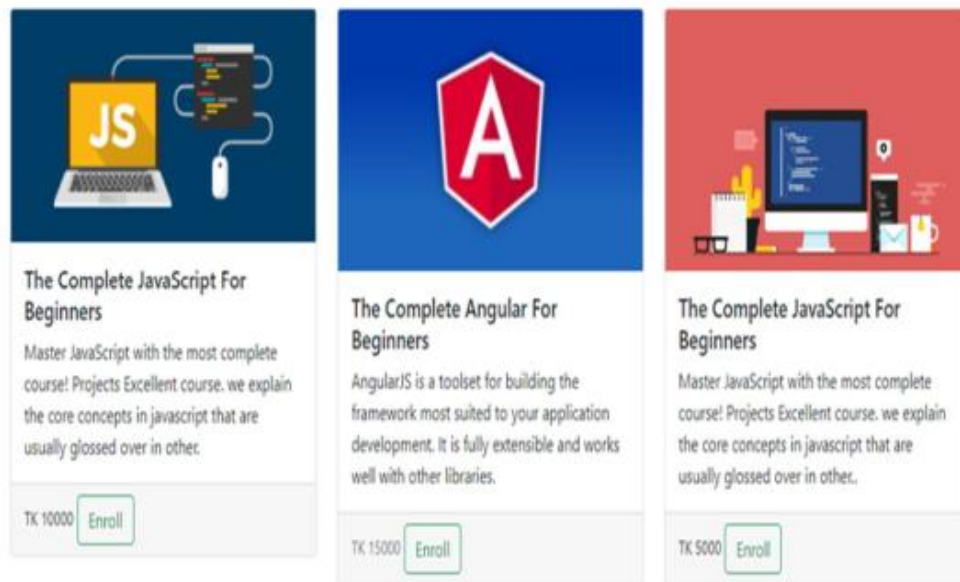 JS
The Complete JavaScript For
Beginners
Master JavaScript with the most complete
course! Projects Excellent course. we explain
the core concepts in javascript that are
usually glossed over in other.
TK 10000 Enroll
A
The Complete Angular For
Beginners
AngularJS is a toolset for building the
framework most suited to your application
development. It is fully extensible and works
well with other libraries.
TK 15000 Enroll
The Complete JavaScript For
Beginners
Master JavaScript with the most complete
course! Projects Excellent course. we explain
the core concepts in javascript that are
usually glossed over in other..
TK 5000 Enroll